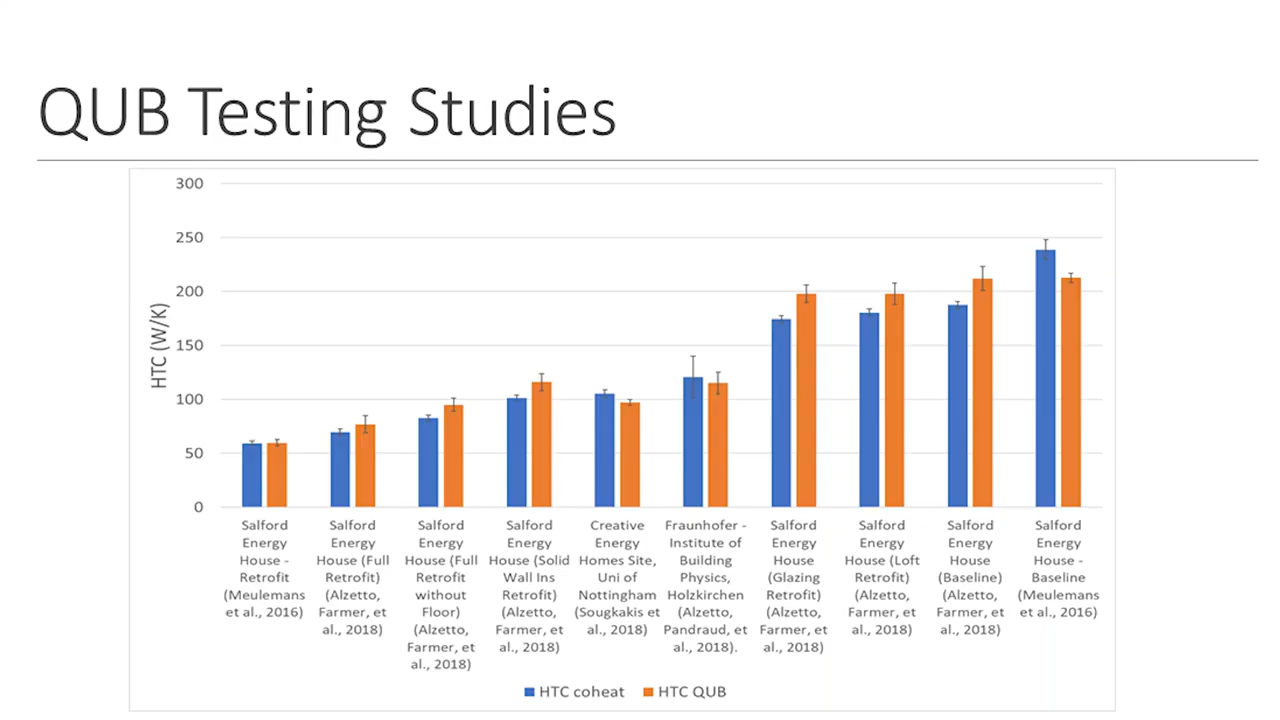 QUB Testing Studies
300
250
200
150
100
50
0
HTC (W/K)
Salford
Energy
House -
Retrofit
(Meulemans
et al., 2016)
Salford
Energy
House (Full
Retrofit)
(Alzetto,
Farmer, et
al., 2018)
Salford
Energy
House (Full
Retrofit
without
Floor)
(Alzetto,
Farmer, et
al., 2018)
Salford
Energy
House (Solid
Wall Ins
Retrofit)
(Alzetto,
Farmer, et
al., 2018)
Creative
Energy
Homes Site,
Uni of
Nottingham
(Sougkakis et
al., 2018)
Fraunhofer -
Institute of
Building
Physics,
Holzkirchen
(Alzetto,
Pandraud, et
al., 2018).
Salford
Energy
House
(Glazing
Retrofit)
(Alzetto,
Farmer, et
al., 2018)
Salford
Energy
House (Loft
Retrofit)
(Alzetto,
Farmer, et
al., 2018)
Salford
Energy
House
(Baseline)
(Alzetto,
Farmer, et
al., 2018)
Salford
Energy
House -
Baseline
(Meulemans
et al., 2016)
HTC coheat
HTC QUB